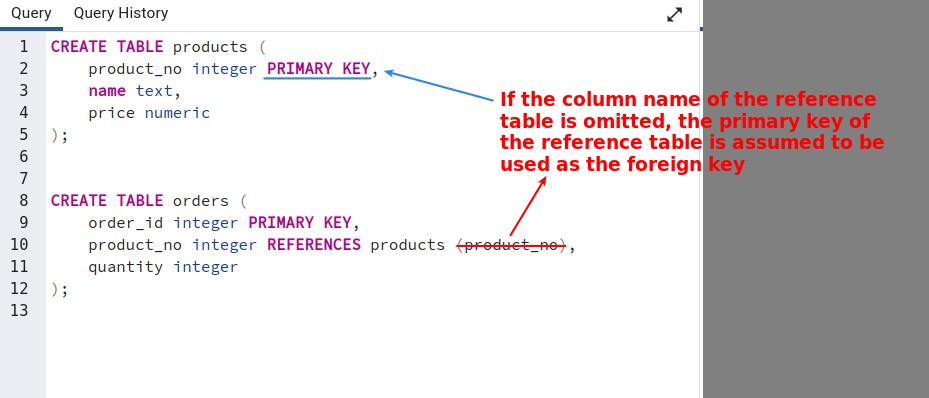 Query Query History
1 CREATE TABLE products (
2 product_no integer PRIMARY KEY,
3 name text,
4 price numeric
5 );
6
7
8 CREATE TABLE orders (
9 order_id integer PRIMARY KEY,
10 product_no integer REFERENCES products (product_no),
11 quantity integer
12 );
13
If the column name of the reference
table is omitted, the primary key of
the reference table is assumed to be
used as the foreign key